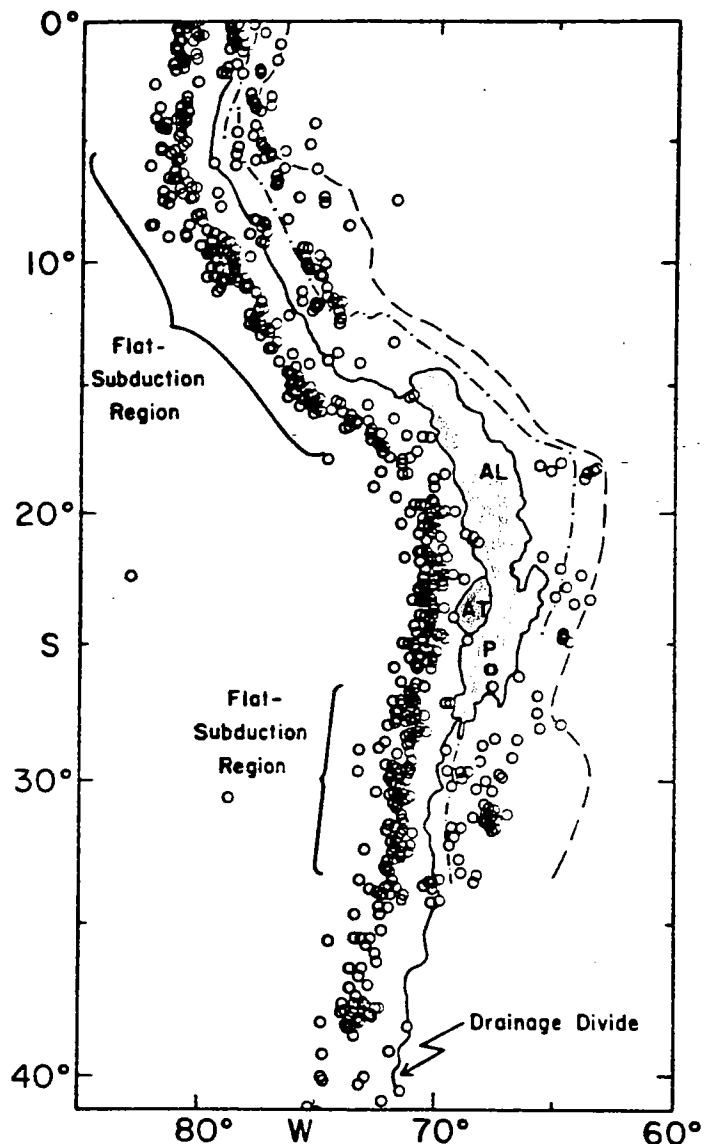 0°
10°
Flat-
Subduction
Region
AL
20°
AT
S
P
Flat-
Subduction
Region
30°
Drainage Divide
40°
80°
W
70°
60°